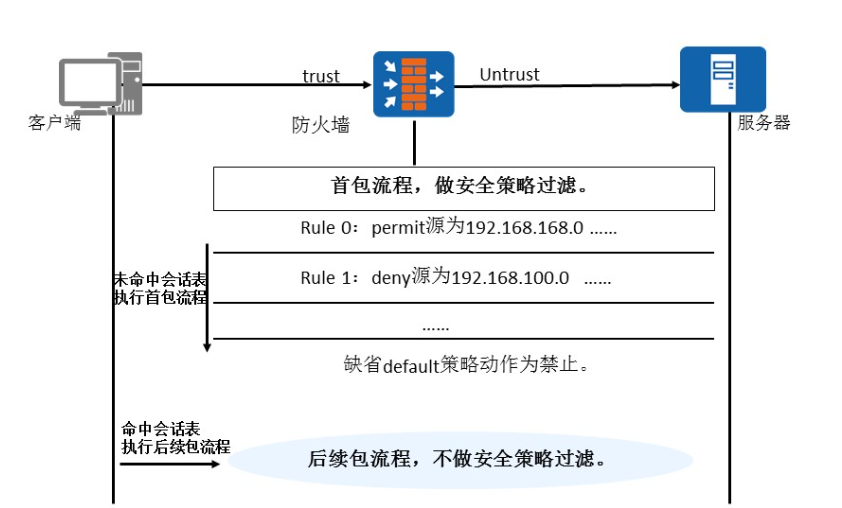 trust
Untrust
客户端
防火墙
服务器
首包流程，做安全策略过滤。
Rule 0：permit源为192.168.168.0 ……
未命中会话表
执行首包流程
Rule 1：deny源为192.168.100.0 ……
……
缺省default策略动作为禁止。
命中会话表
执行后续包流程
后续包流程，不做安全策略过滤。